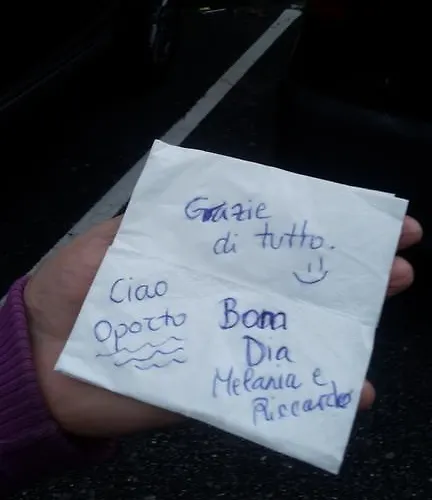 Grazie
di tutto.
Ciao
Oporto
Bom
Dia
Melania e
Riccardo